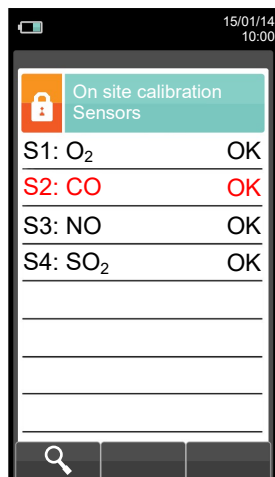 15/01/14
10:00
On site calibration
Sensors
S1: O₂ OK
S2: CO OK
S3: NO OK
S4: SO₂ OK